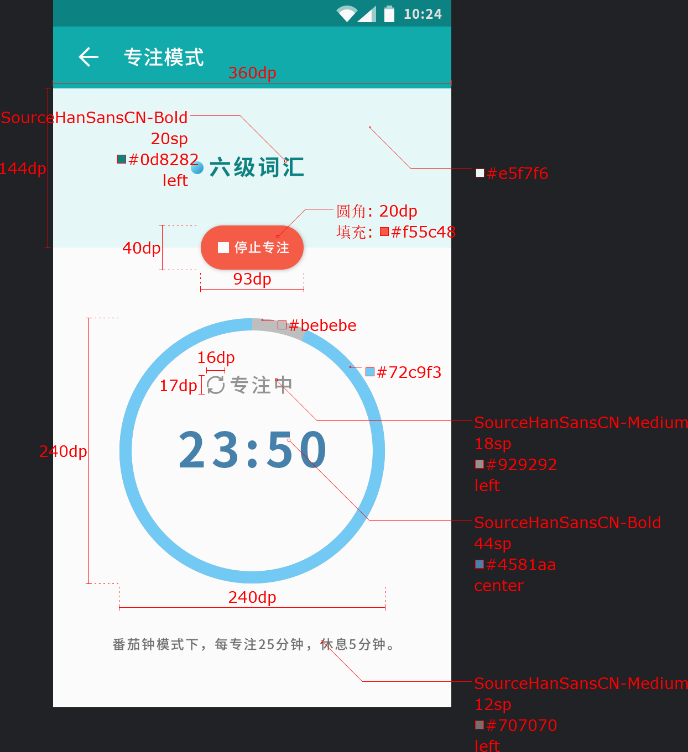 10:24
专注模式
360dp
SourceHanSansCN-Bold
20sp
#0d8282
left
144dp
六级词汇
#e5f7f6
圆角: 20dp
填充: #f55c48
40dp
停止专注
93dp
#bebebe
#72c9f3
16dp
17dp
专注中
SourceHanSansCN-Medium
18sp
#929292
left
23:50
240dp
SourceHanSansCN-Bold
44sp
#4581aa
center
240dp
番茄钟模式下，每专注25分钟，休息5分钟。
SourceHanSansCN-Medium
12sp
#707070
left